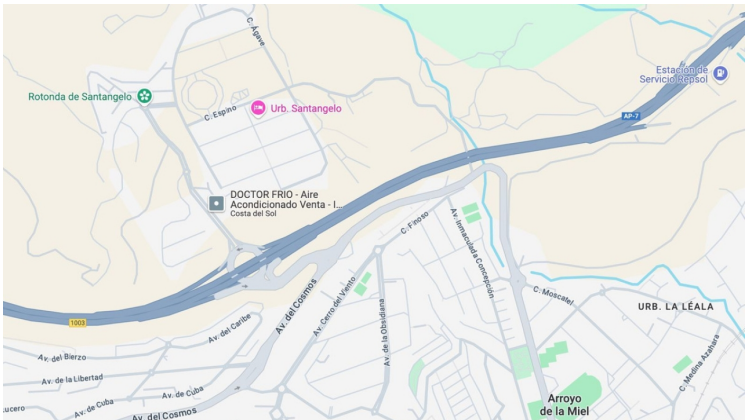 C. Ágave
Estación de
Servicio Repsol
Rotonda de Santangelo
Urb. Santangelo
C. Espino
AP-7
DOCTOR FRIO - Aire
Acondicionado Venta - I...
Costa del Sol
C. Finoso
Av. Inmaculada Concepción
Av. del Cosmos
Av. Cerro del Viento
Av. de la Obsidiana
C. Moscatel
URB. LA LÉALA
1003
Av. del Caribe
Av. del Bierzo
Av. de la Libertad
C. Medina Azahara
Av. de Cuba
Av. de Cuba
Lucero
Av. del Cosmos
Arroyo
de la Miel